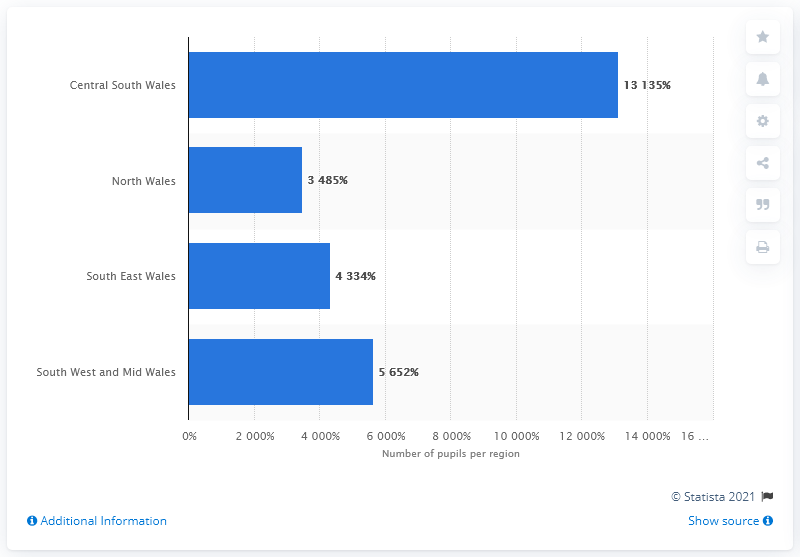 Central South Wales
13 135%
North Wales
3 485%
South East Wales
4 334%
South West and Mid Wales
5 652%
0% 2 000% 4 000% 6 000% 8 000% 10 000% 12 000% 14 000% 16 ...
Number of pupils per region
© Statista 2021
Additional Information
Show source